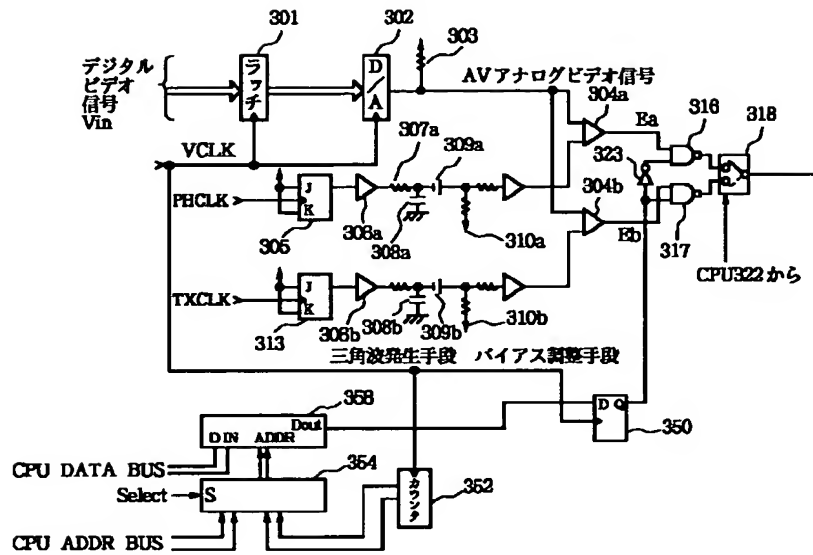 301
302
303
デジタル
ビデオ
信号
Vin
ラッチ
D/A
AVアナログビデオ信号
304a
Ea
316
318
VCLK
307a
309a
323
PHCLK
J
K
305
308a
308a
310a
304b
Eb
317
CPU322から
TXCLK
J
K
313
308b
308b
309b
310b
三角波発生手段 バイアス調整手段
358
Dout
D IN ADDR
D Q
350
CPU DATA BUS
354
Select
S
カウンタ
352
CPU ADDR BUS